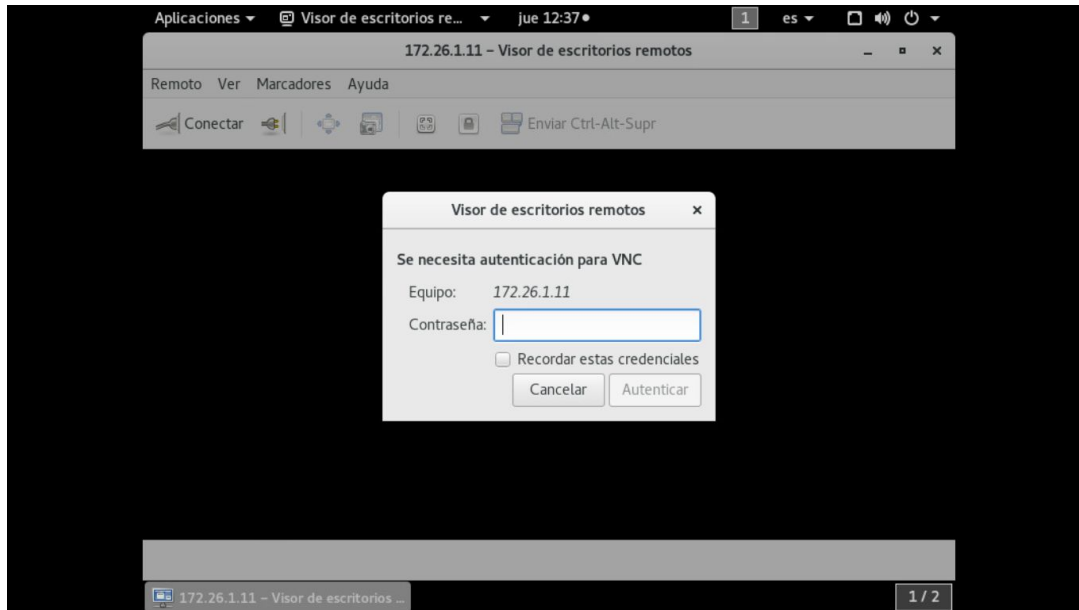 Aplicaciones Visor de escritorios re... jue 12:37 1 es
172.26.1.11 – Visor de escritorios remotos
Remoto Ver Marcadores Ayuda
Conectar Enviar Ctrl-Alt-Supr
Visor de escritorios remotos
Se necesita autenticación para VNC
Equipo: 172.26.1.11
Contraseña:
Recordar estas credenciales
Cancelar Autenticar
172.26.1.11 – Visor de escritorios ... 1 / 2